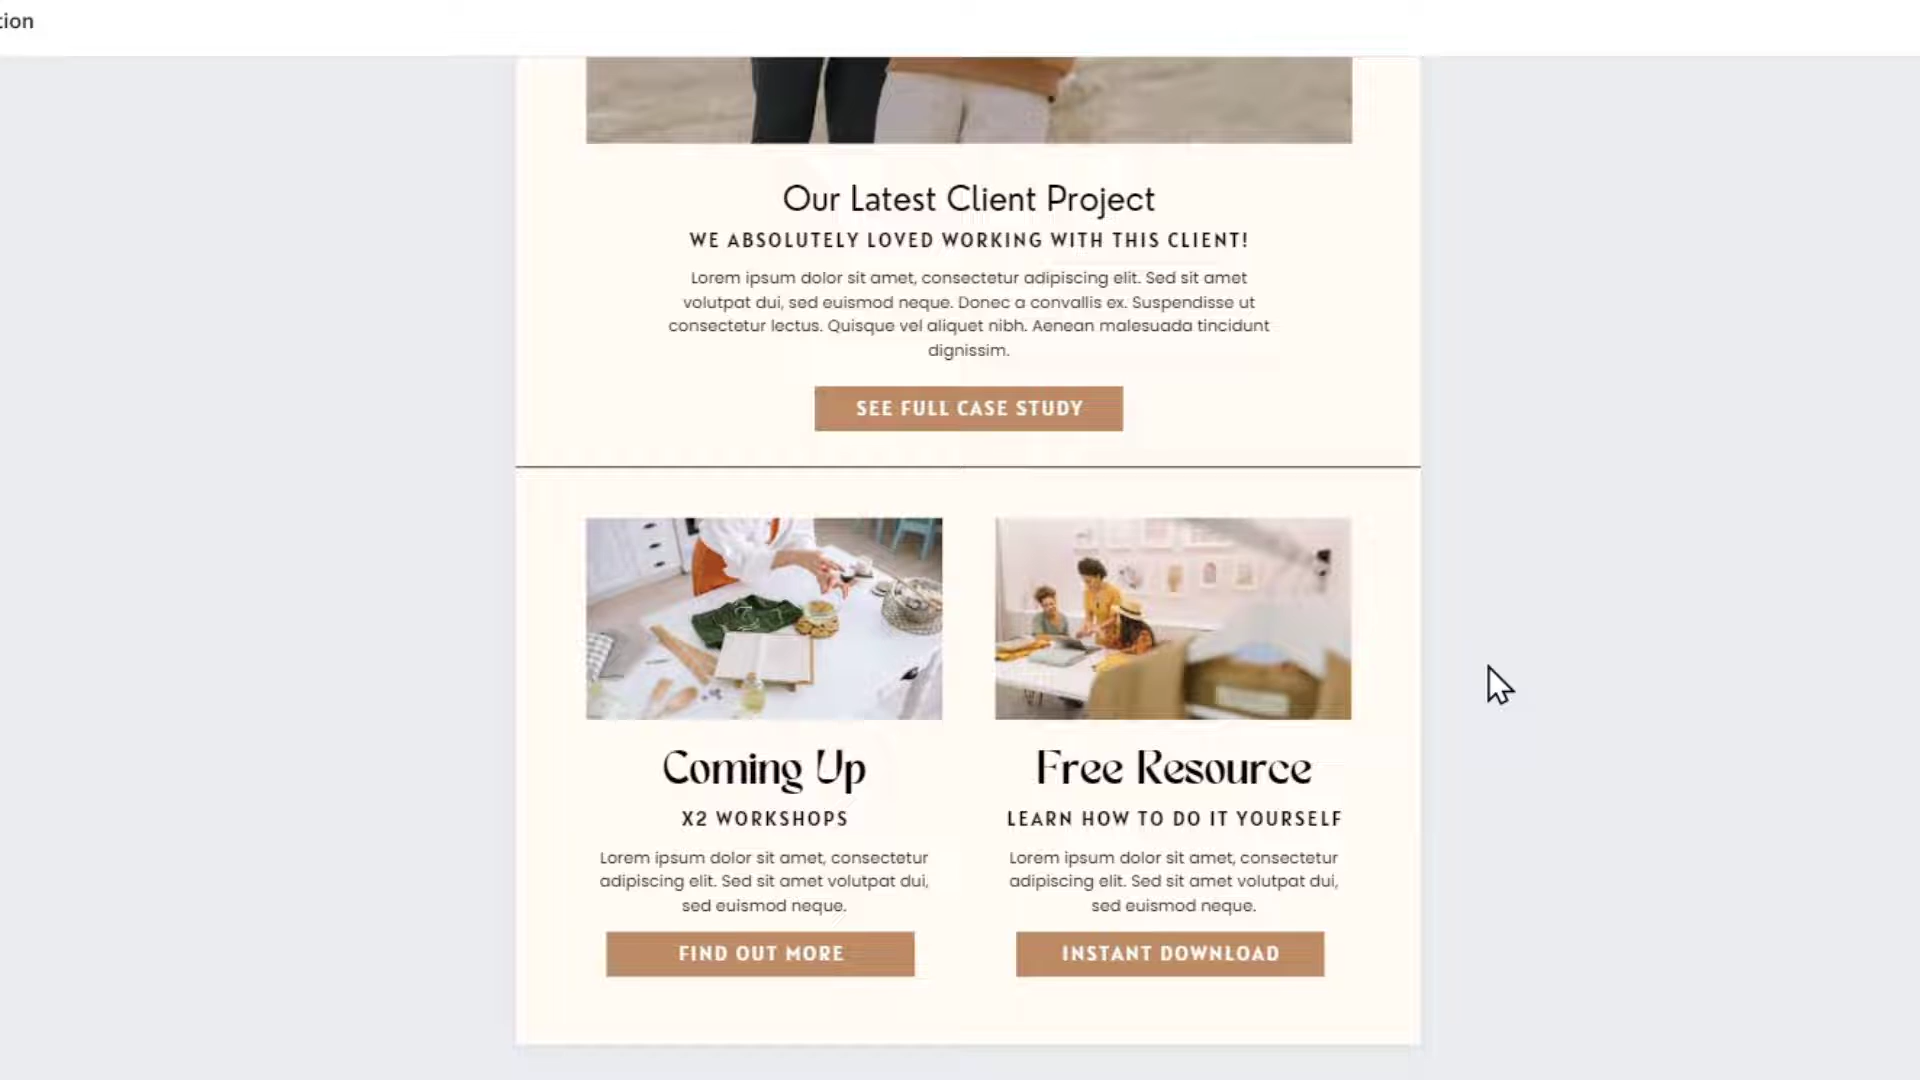 tion
Our Latest Client Project
WE ABSOLUTELY LOVED WORKING WITH THIS CLIENT!
Lorem ipsum dolor sit amet, consectetur adipiscing elit. Sed sit amet
volutpat dui, sed euismod neque. Donec a convallis ex. Suspendisse ut
consectetur lectus. Quisque vel aliquet nibh. Aenean malesuada tincidunt
dignissim.
SEE FULL CASE STUDY
Coming Up
X2 WORKSHOPS
Lorem ipsum dolor sit amet, consectetur
adipiscing elit. Sed sit amet volutpat dui,
sed euismod neque.
FIND OUT MORE
Free Resource
LEARN HOW TO DO IT YOURSELF
Lorem ipsum dolor sit amet, consectetur
adipiscing elit. Sed sit amet volutpat dui,
sed euismod neque.
INSTANT DOWNLOAD